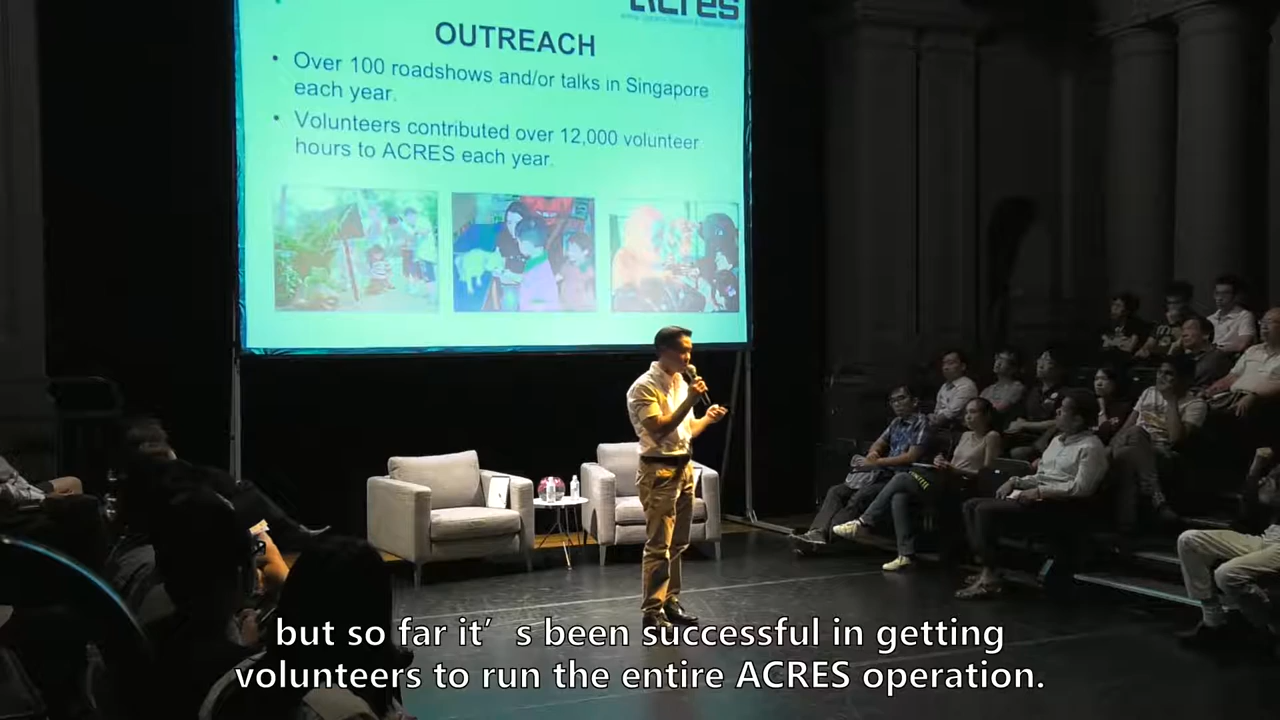 acres
OUTREACH
• Over 100 roadshows and/or talks in Singapore
each year.
• Volunteers contributed over 12,000 volunteer
hours to ACRES each year.
but so far it's been successful in getting
volunteers to run the entire ACRES operation.